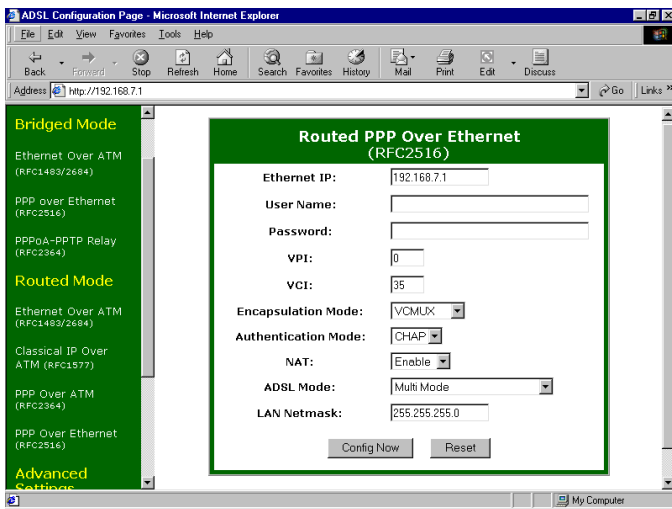 ADSL Configuration Page - Microsoft Internet Explorer
File Edit View Favorites Tools Help
Back Forward Stop Refresh Home Search Favorites History Mail Print Edit Discuss
Address http://192.168.7.1 Go Links »
Bridged Mode
Ethernet Over ATM
(RFC1483/2684)
PPP over Ethernet
(RFC2516)
PPPoA-PPTP Relay
(RFC2364)
Routed Mode
Ethernet Over ATM
(RFC1483/2684)
Classical IP Over
ATM (RFC1577)
PPP Over ATM
(RFC2364)
PPP Over Ethernet
(RFC2516)
Advanced
Settings
Routed PPP Over Ethernet
(RFC2516)
Ethernet IP: 192.168.7.1
User Name:
Password:
VPI: 0
VCI: 35
Encapsulation Mode: VCMUX
Authentication Mode: CHAP
NAT: Enable
ADSL Mode: Multi Mode
LAN Netmask: 255.255.255.0
Config Now Reset
My Computer